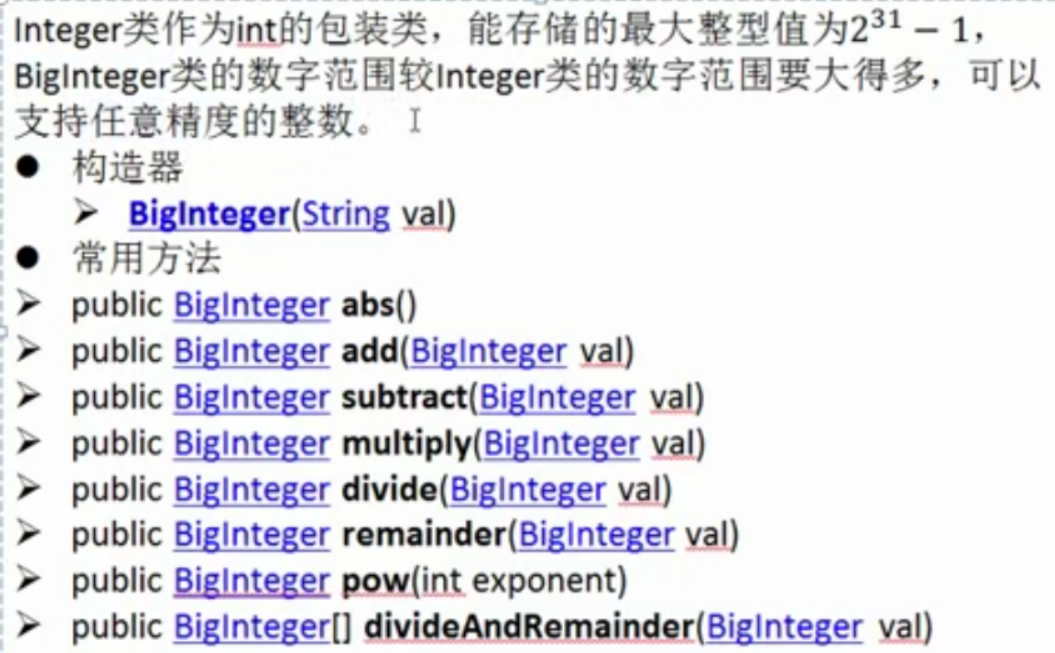 Integer类作为int的包装类，能存储的最大整型值为2³¹ − 1，
BigInteger类的数字范围较Integer类的数字范围要大得多，可以
支持任意精度的整数。
● 构造器
➢ BigInteger(String val)
● 常用方法
➢ public BigInteger abs()
➢ public BigInteger add(BigInteger val)
➢ public BigInteger subtract(BigInteger val)
➢ public BigInteger multiply(BigInteger val)
➢ public BigInteger divide(BigInteger val)
➢ public BigInteger remainder(BigInteger val)
➢ public BigInteger pow(int exponent)
➢ public BigInteger[] divideAndRemainder(BigInteger val)